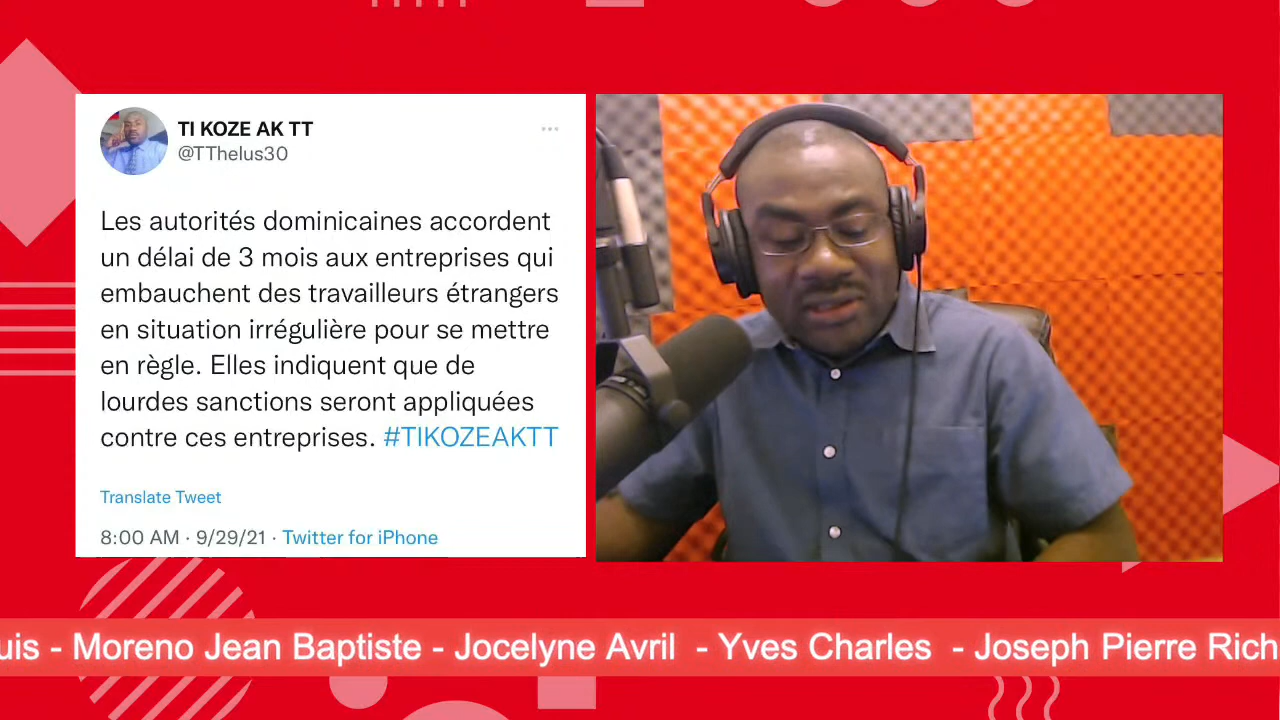 TI KOZE AK TT
@TThelus30
Les autorités dominicaines accordent
un délai de 3 mois aux entreprises qui
embauchent des travailleurs étrangers
en situation irrégulière pour se mettre
en règle. Elles indiquent que de
lourdes sanctions seront appliquées
contre ces entreprises. #TIKOZEAKTT
Translate Tweet
8:00 AM · 9/29/21 · Twitter for iPhone
uis - Moreno Jean Baptiste - Jocelyne Avril - Yves Charles - Joseph Pierre Rich